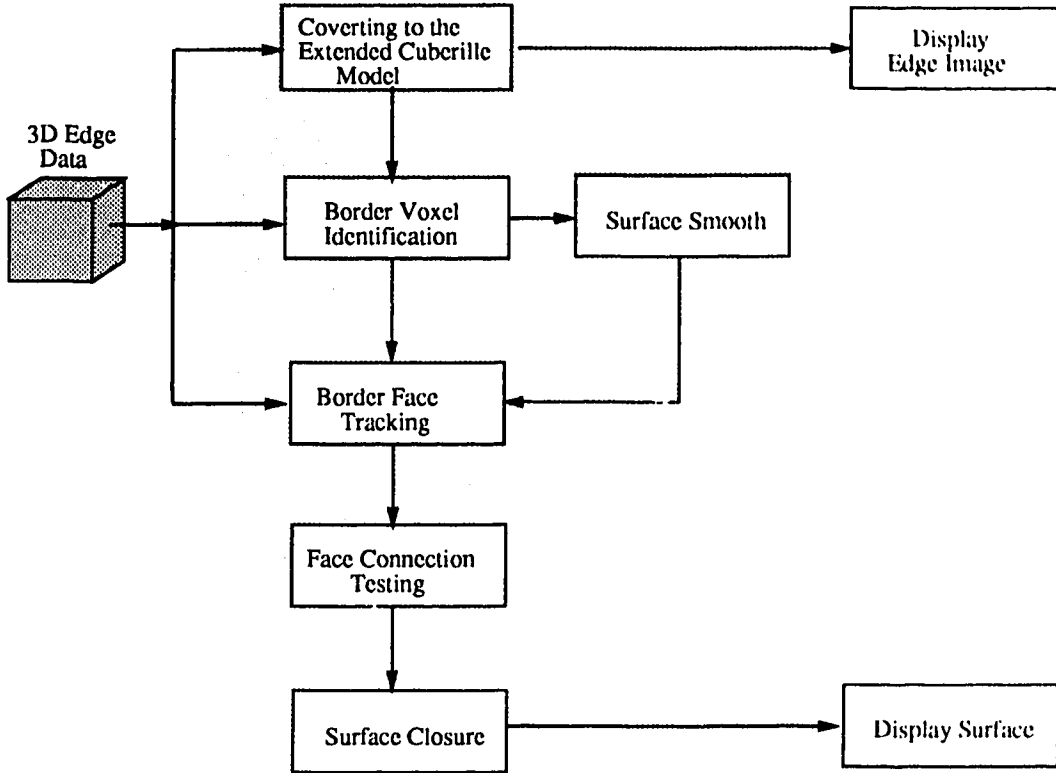 Coverting to the
Extended Cuberille
Model
Display
Edge Image
3D Edge
Data
Border Voxel
Identification
Surface Smooth
Border Face
Tracking
Face Connection
Testing
Surface Closure
Display Surface